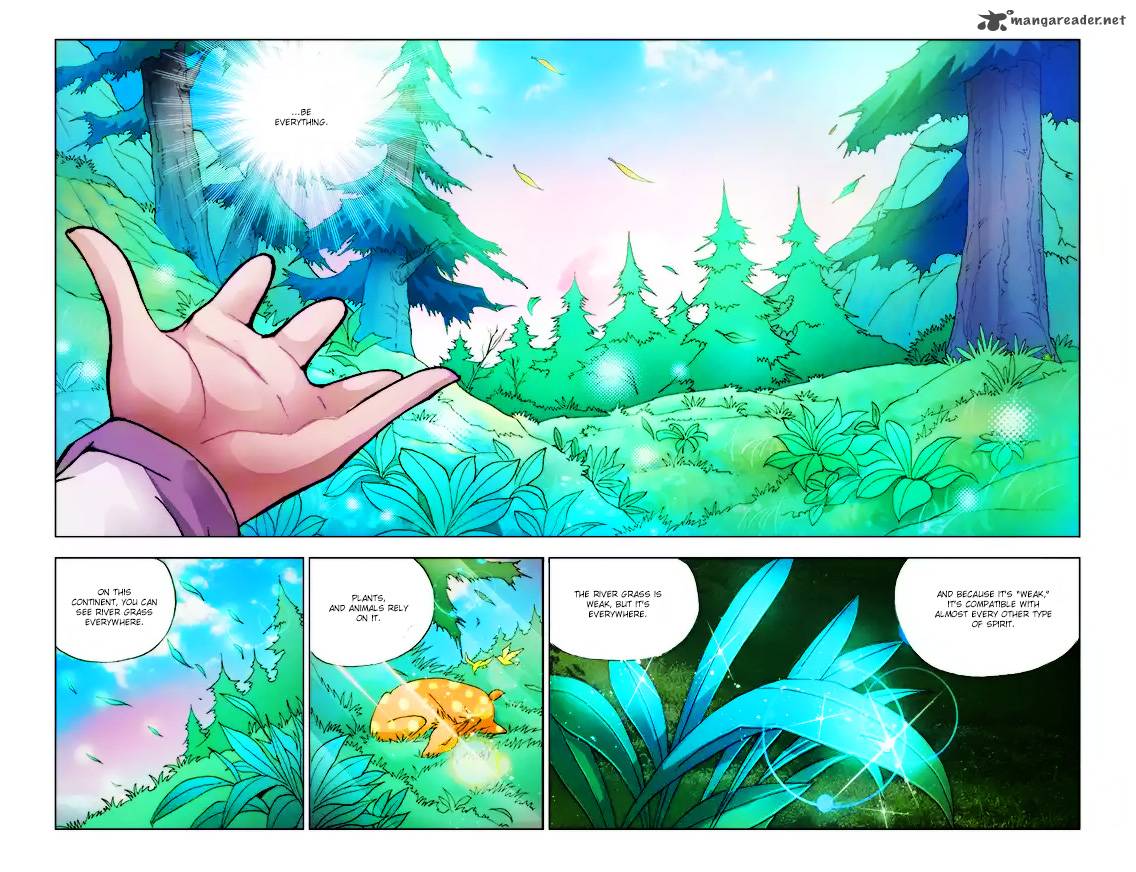 mangareader.net
...BE
EVERYTHING.
ON THIS
CONTINENT, YOU CAN
SEE RIVER GRASS
EVERYWHERE.
PLANTS,
AND ANIMALS RELY
ON IT.
THE RIVER GRASS IS
WEAK, BUT IT'S
EVERYWHERE.
AND BECAUSE IT'S "WEAK,"
IT'S COMPATIBLE WITH
ALMOST EVERY OTHER TYPE
OF SPIRIT.